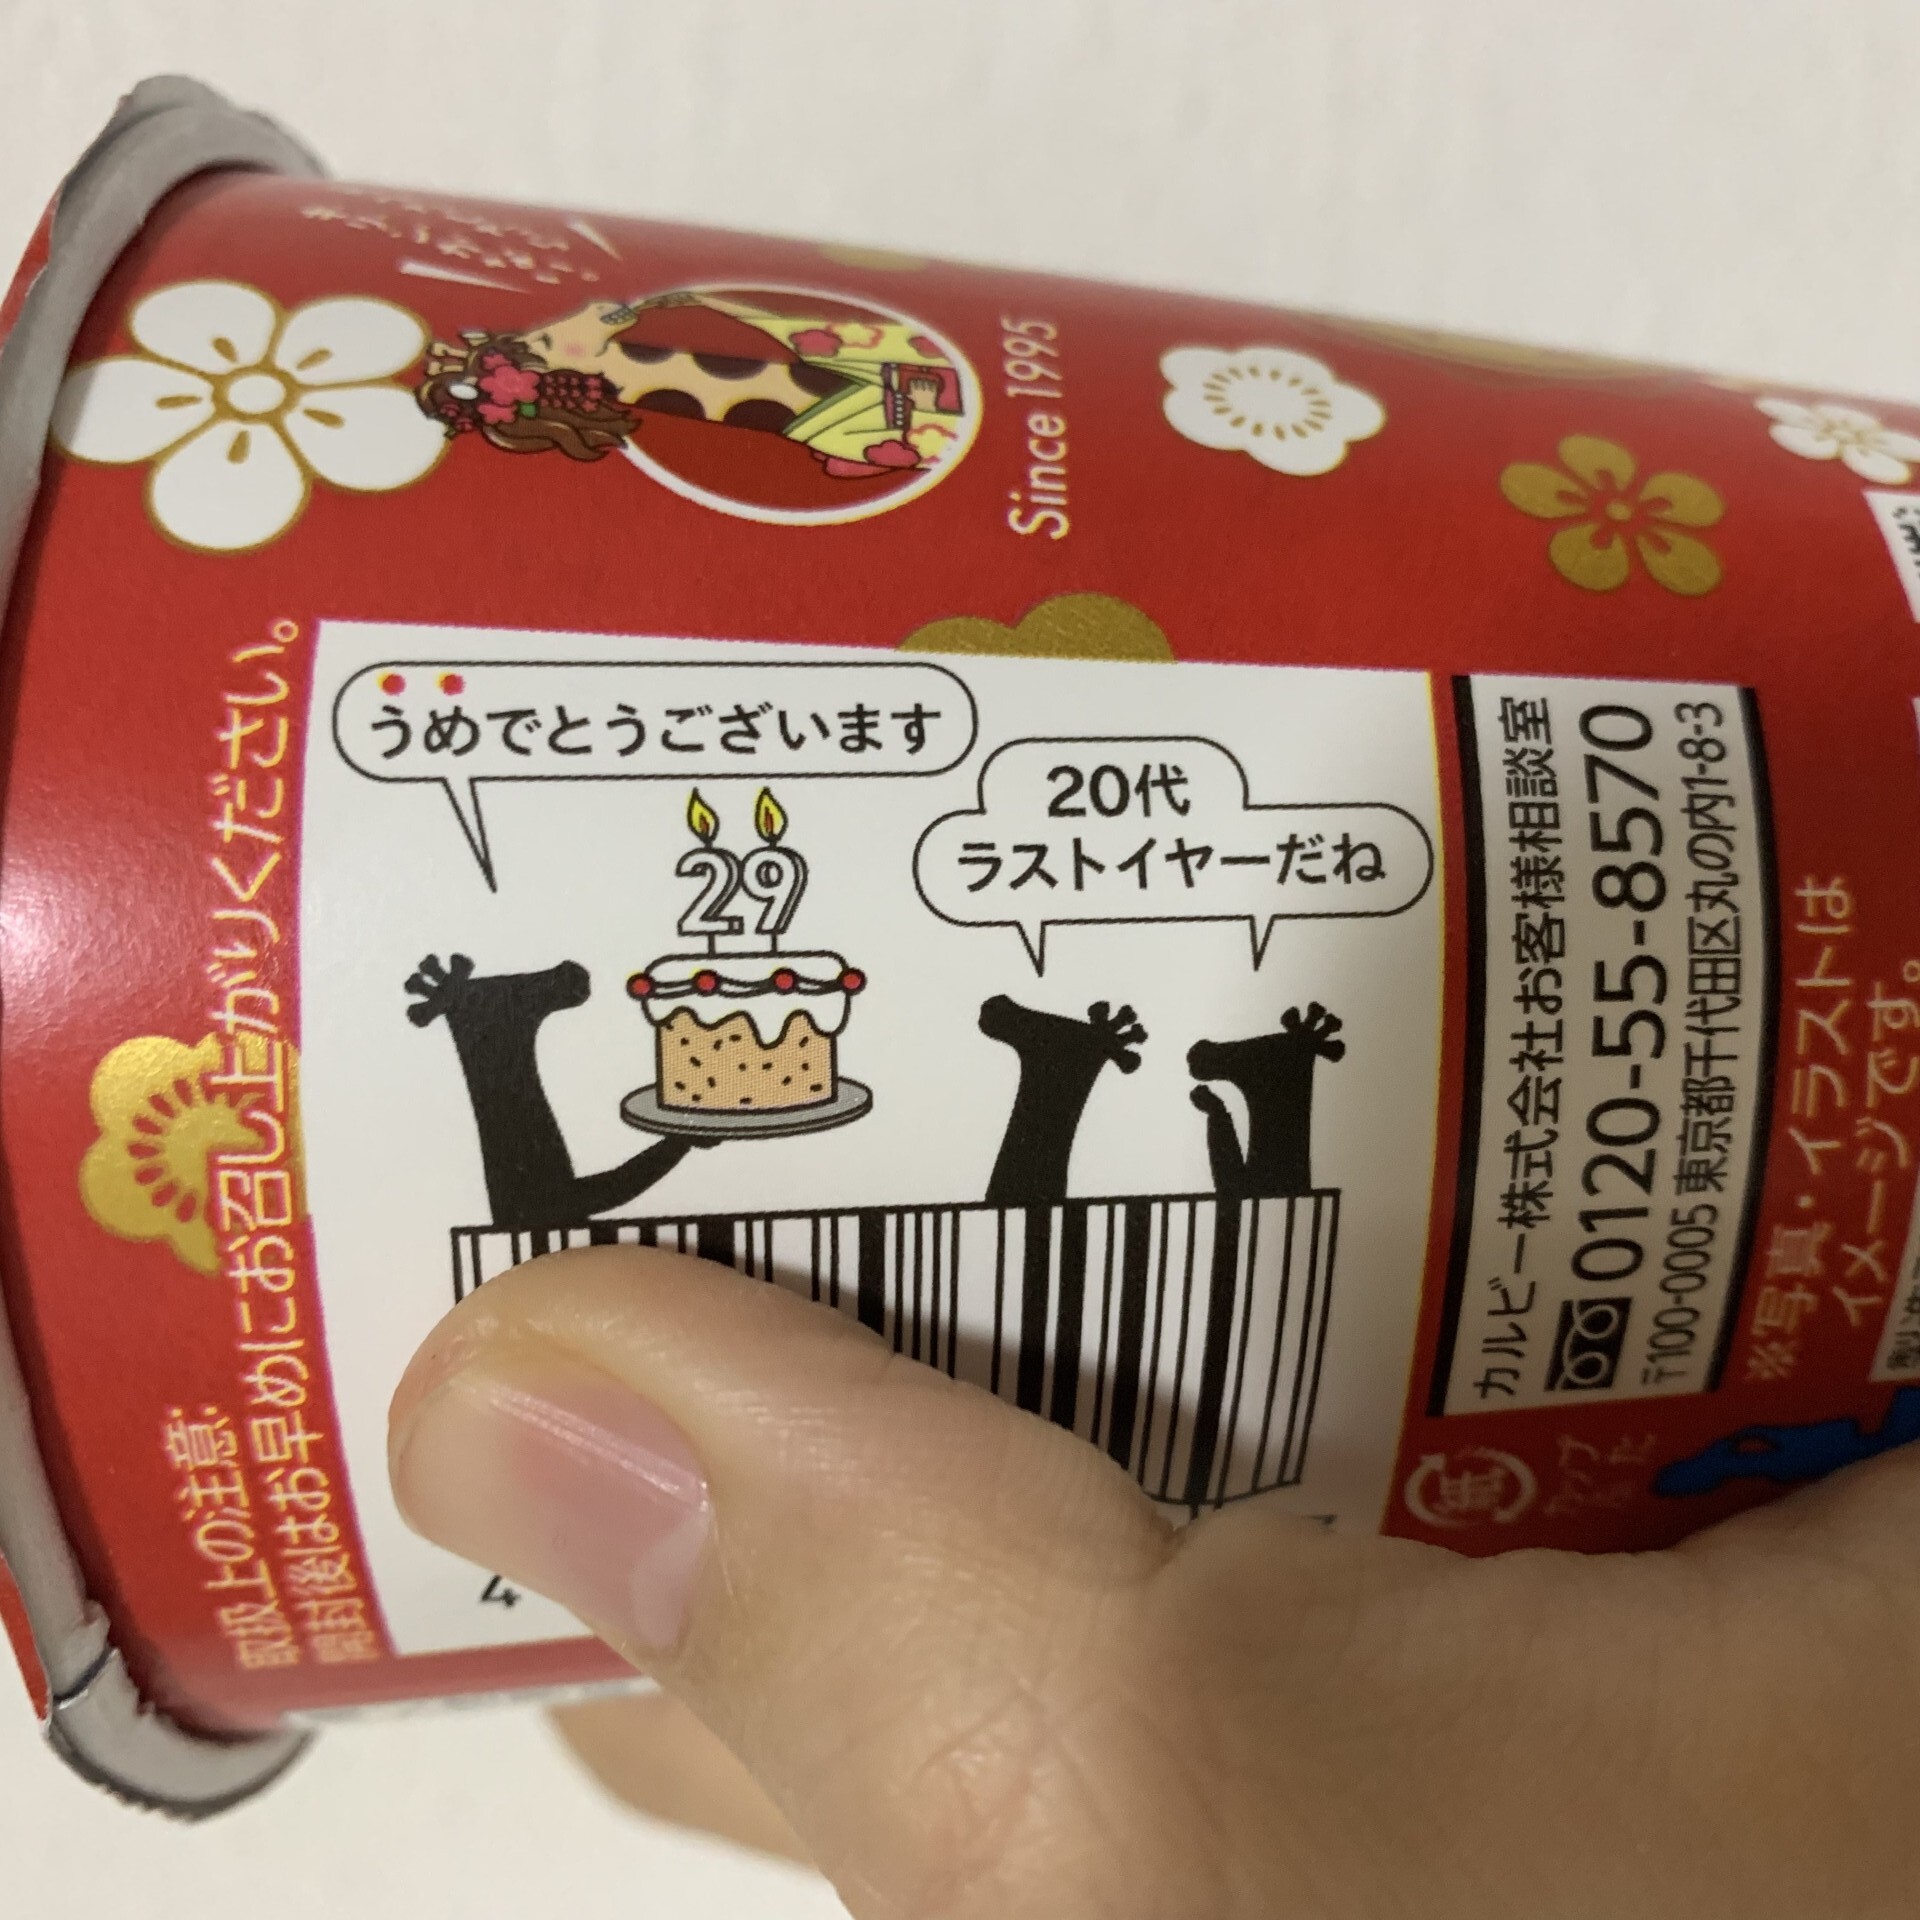 うめでとうございます
29
20代
ラストイヤーだね
Since 1995
取扱上の注意:
開封後はお早めにお召し上がりください。
カルビー株式会社お客様相談室
0120-55-8570
〒100-0005 東京都千代田区丸の内1-8-3
※写真・イラストは
イメージです。
紙
カップ